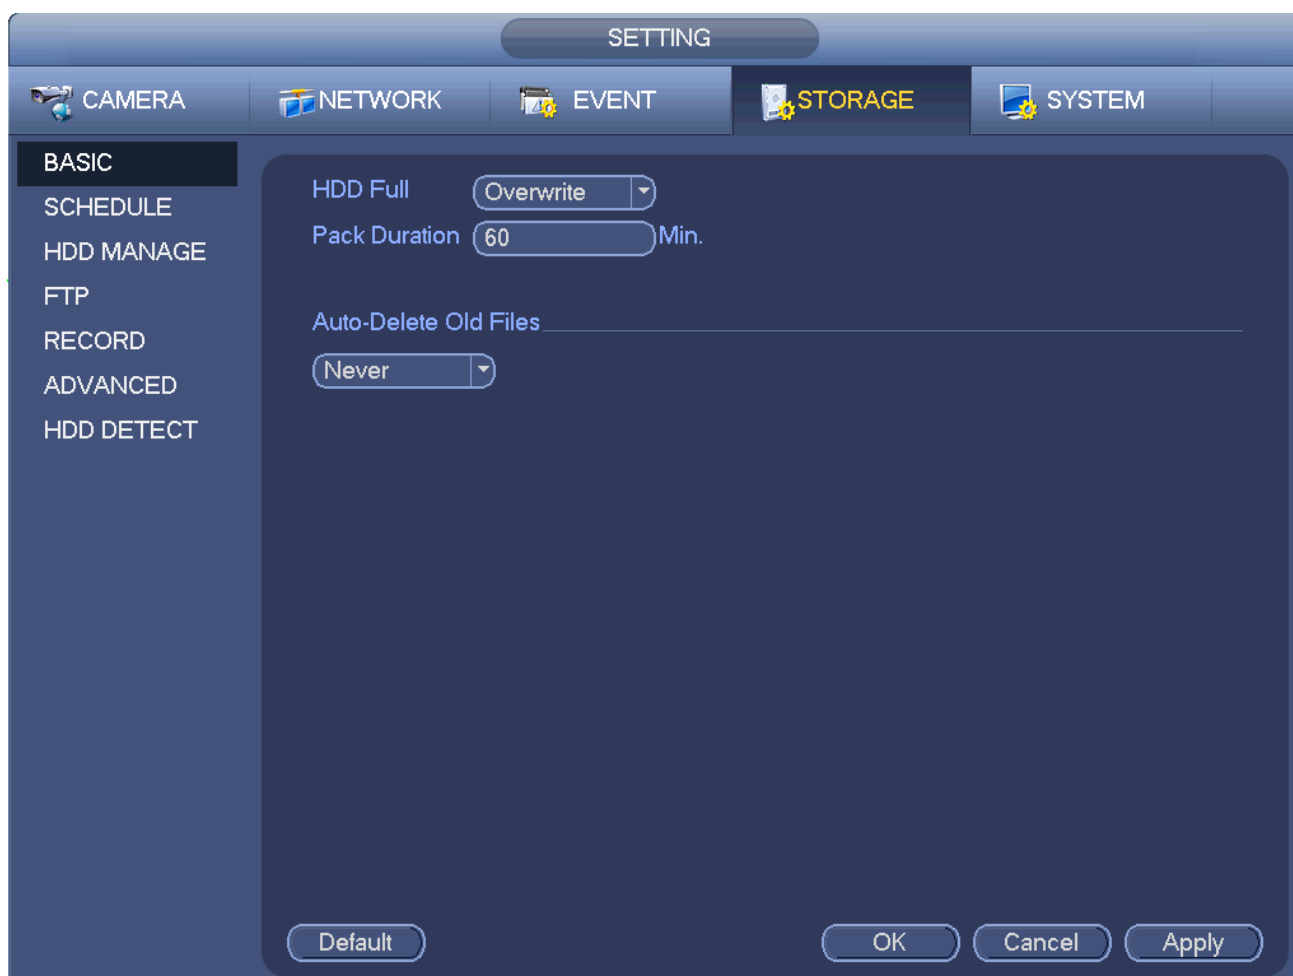 SETTING
CAMERA NETWORK EVENT STORAGE SYSTEM
BASIC
SCHEDULE
HDD MANAGE
FTP
RECORD
ADVANCED
HDD DETECT
HDD Full Overwrite
Pack Duration 60 Min.
Auto-Delete Old Files
Never
Default OK Cancel Apply